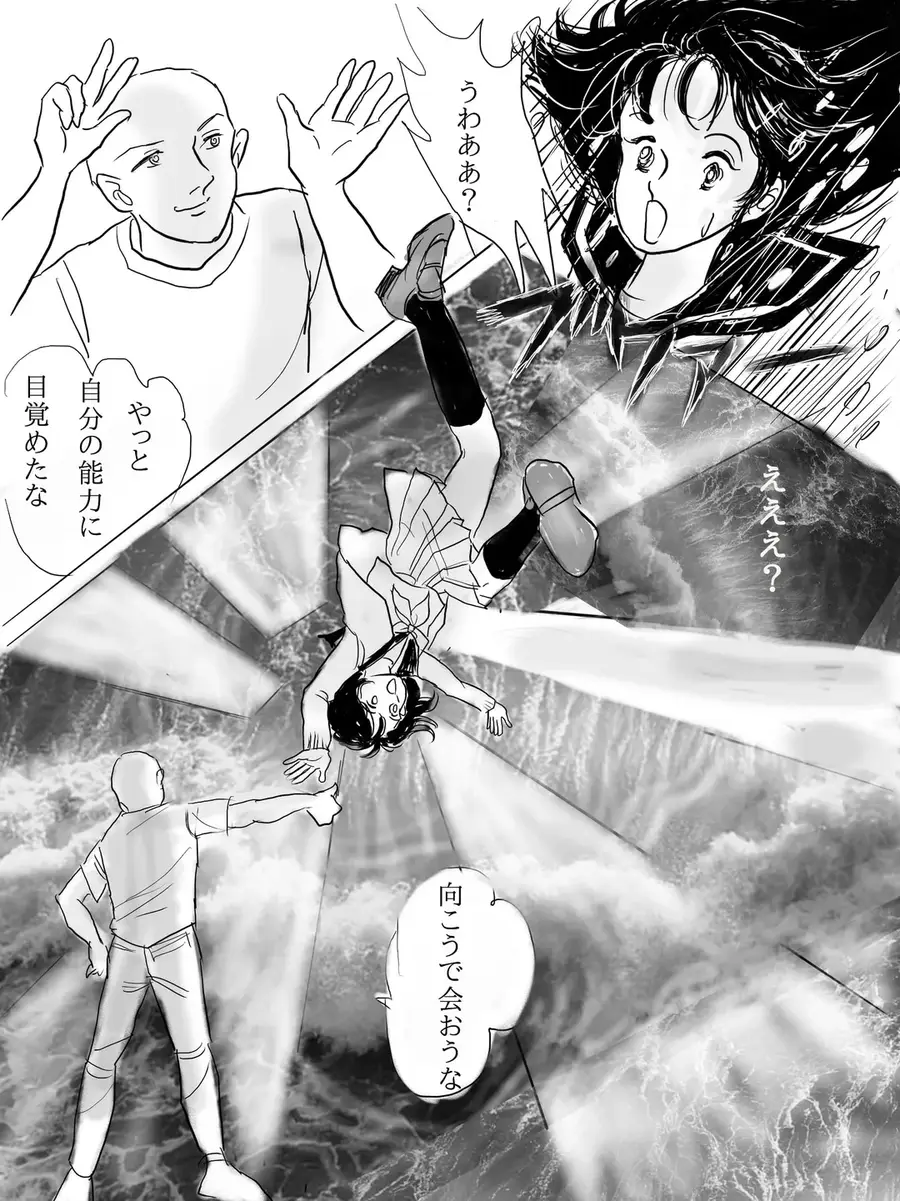 うわああ？
やっと
自分の能力に
目覚めたな
えええ？
向こうで会おうな